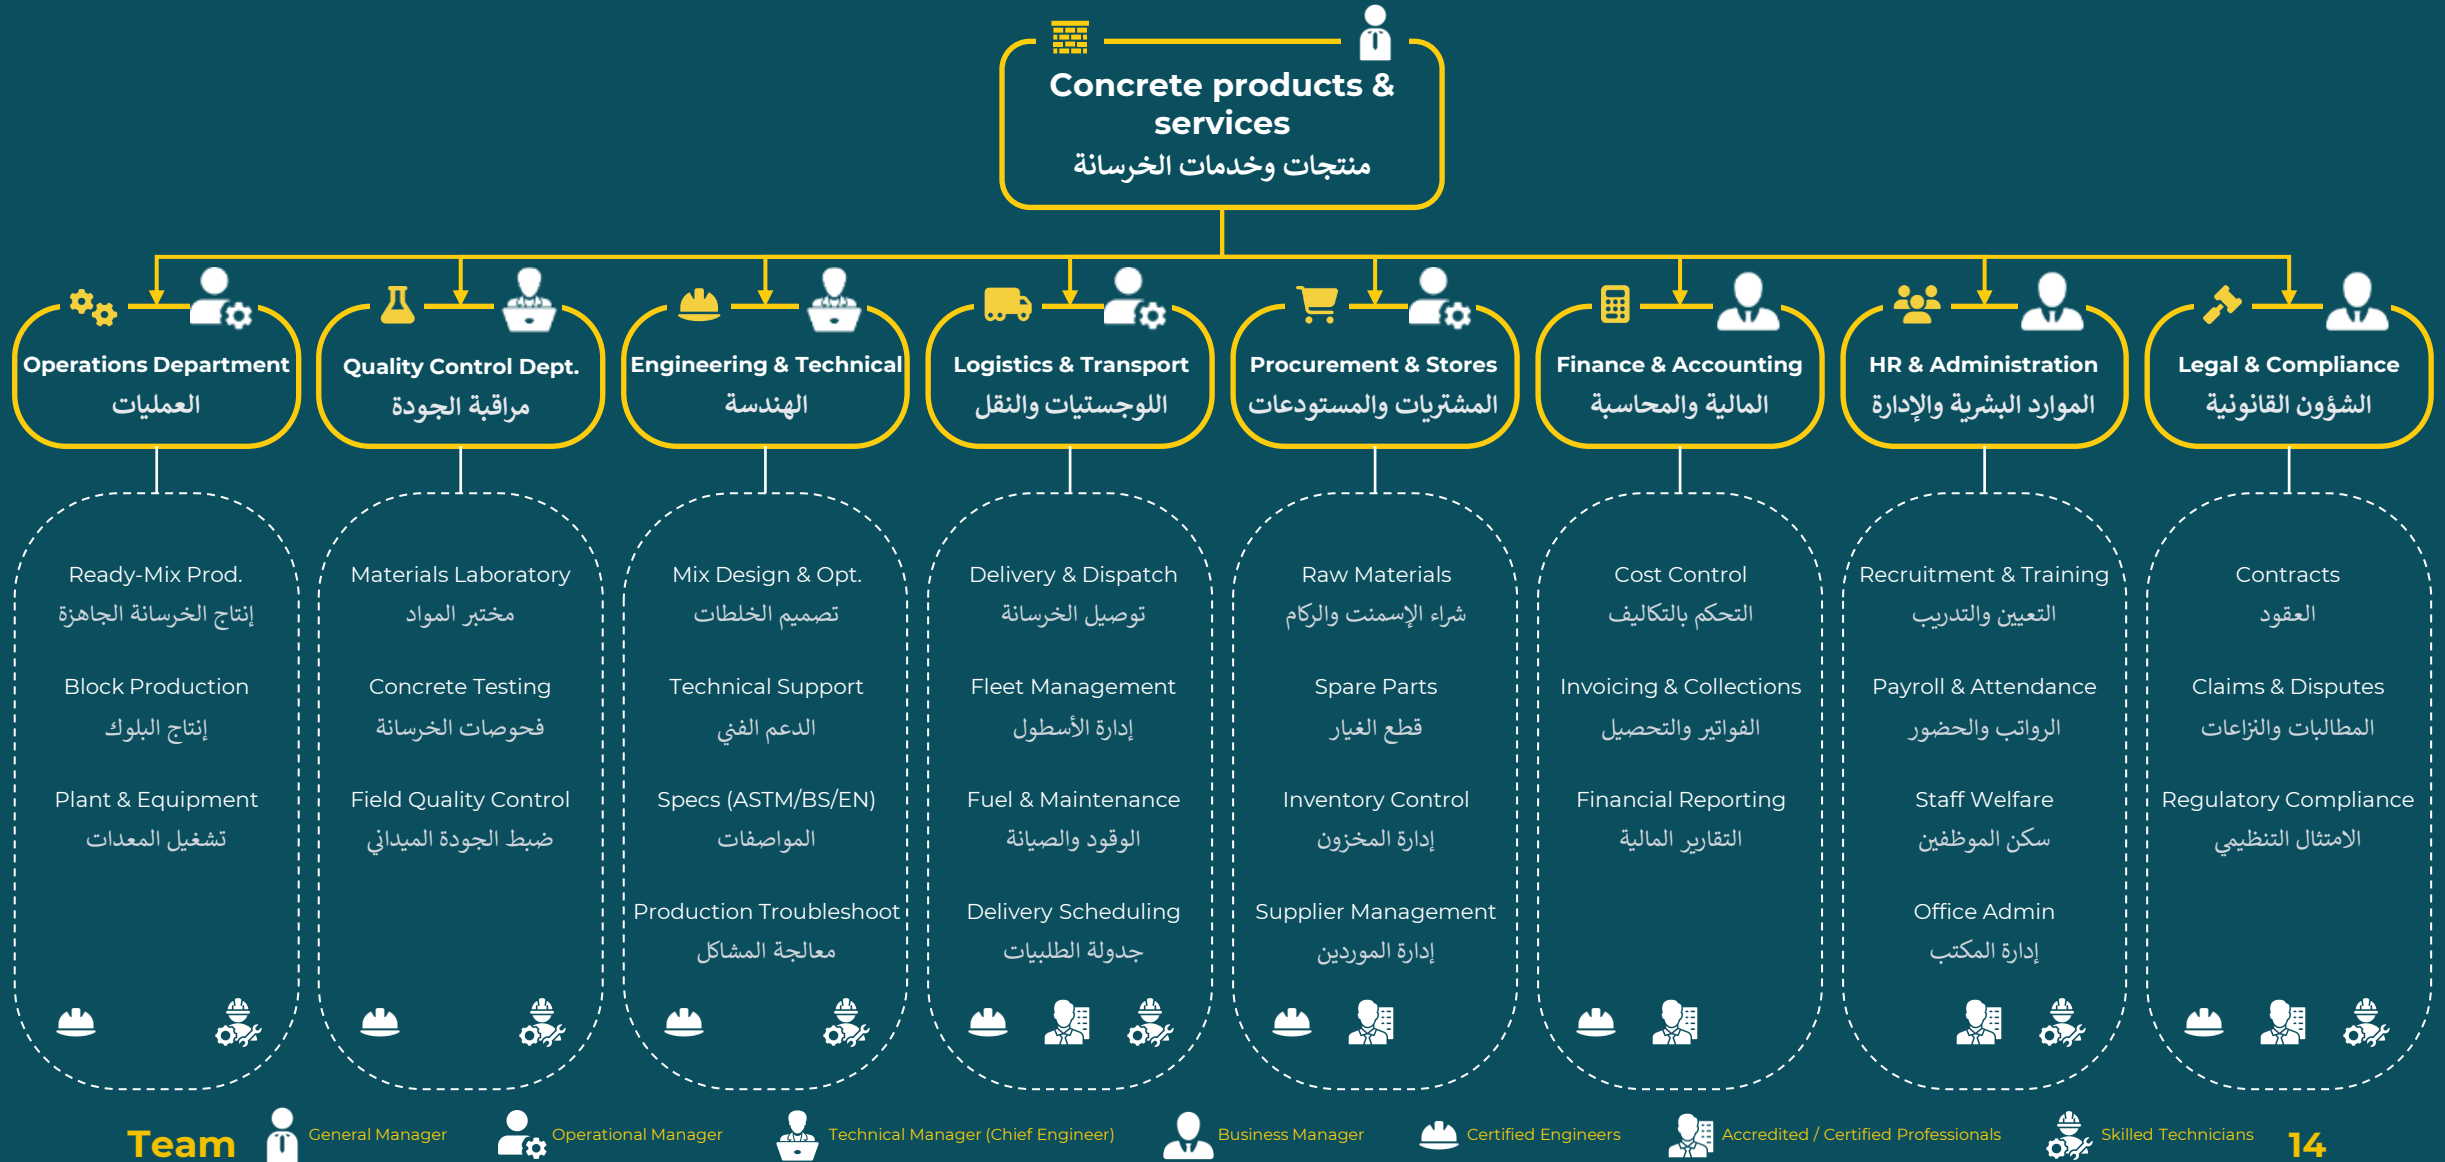 Concrete products &
services
منتجات وخدمات الخرسانة
Operations Department
العمليات
Quality Control Dept.
مراقبة الجودة
Engineering & Technical
الهندسة
Logistics & Transport
اللوجستيات والنقل
Procurement & Stores
المشتريات والمستودعات
Finance & Accounting
المالية والمحاسبة
HR & Administration
الموارد البشرية والإدارة
Legal & Compliance
الشؤون القانونية
Ready-Mix Prod.
إنتاج الخرسانة الجاهزة
Block Production
إنتاج البلوك
Plant & Equipment
تشغيل المعدات
Materials Laboratory
مختبر المواد
Concrete Testing
فحوصات الخرسانة
Field Quality Control
ضبط الجودة الميداني
Mix Design & Opt.
تصميم الخلطات
Technical Support
الدعم الفني
Specs (ASTM/BS/EN)
المواصفات
Production Troubleshoot
معالجة المشاكل
Delivery & Dispatch
توصيل الخرسانة
Fleet Management
إدارة الأسطول
Fuel & Maintenance
الوقود والصيانة
Delivery Scheduling
جدولة الطلبيات
Raw Materials
شراء الإسمنت والركام
Spare Parts
قطع الغيار
Inventory Control
إدارة المخزون
Supplier Management
إدارة الموردين
Cost Control
التحكم بالتكاليف
Invoicing & Collections
الفواتير والتحصيل
Financial Reporting
التقارير المالية
Recruitment & Training
التعيين والتدريب
Payroll & Attendance
الرواتب والحضور
Staff Welfare
سكن الموظفين
Office Admin
إدارة المكتب
Contracts
العقود
Claims & Disputes
المطالبات والنزاعات
Regulatory Compliance
الامتثال التنظيمي
Team
General Manager
Operational Manager
Technical Manager (Chief Engineer)
Business Manager
Certified Engineers
Accredited / Certified Professionals
Skilled Technicians
14